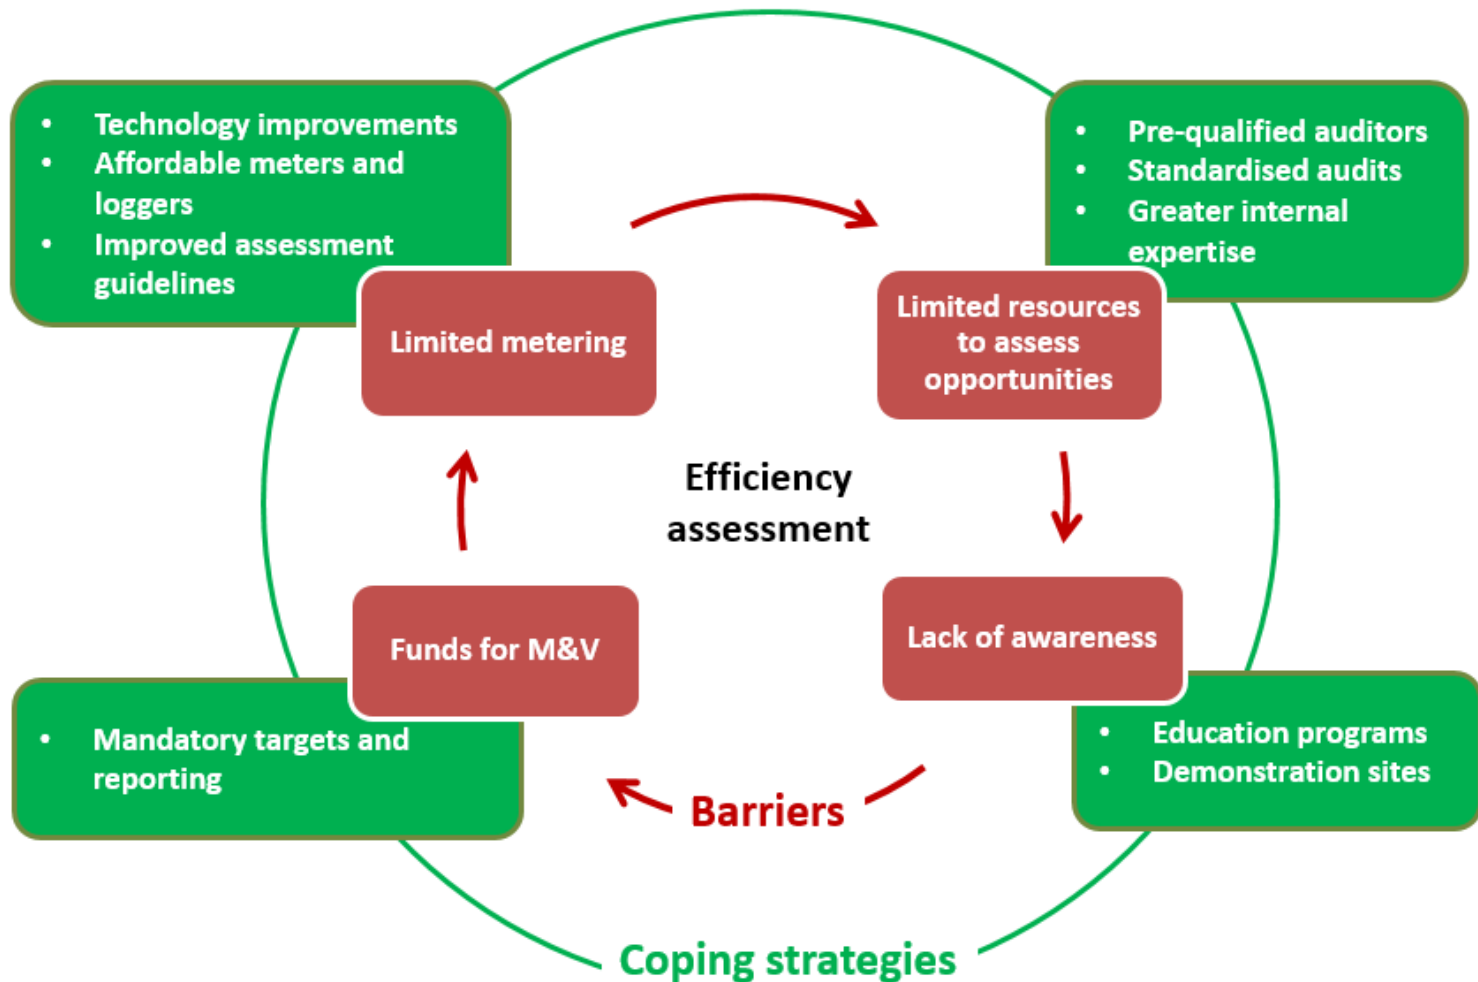 • Technology improvements
• Affordable meters and
loggers
• Improved assessment
guidelines
• Pre-qualified auditors
• Standardised audits
• Greater internal
expertise
Limited metering
Limited resources
to assess
opportunities
Efficiency
assessment
Funds for M&V
Lack of awareness
• Mandatory targets and
reporting
• Education programs
• Demonstration sites
Barriers
Coping strategies